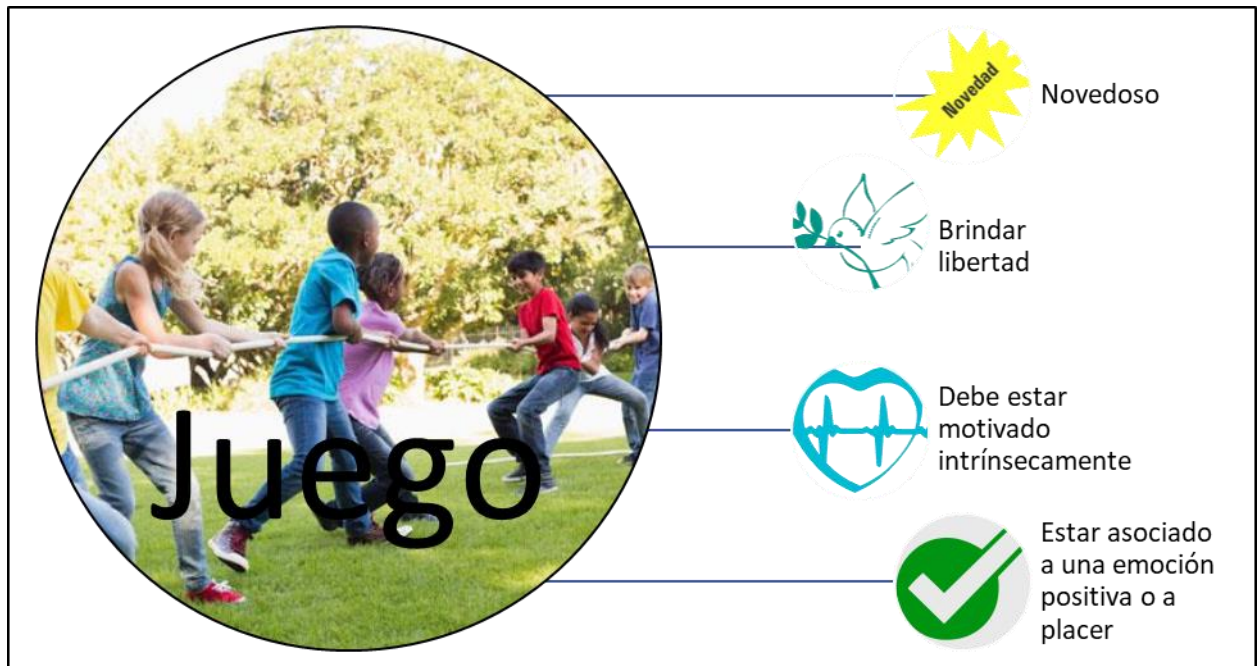 Juego
Novedad
Novedoso
Brindar
libertad
Debe estar
motivado
intrínsecamente
Estar asociado
a una emoción
positiva o a
placer